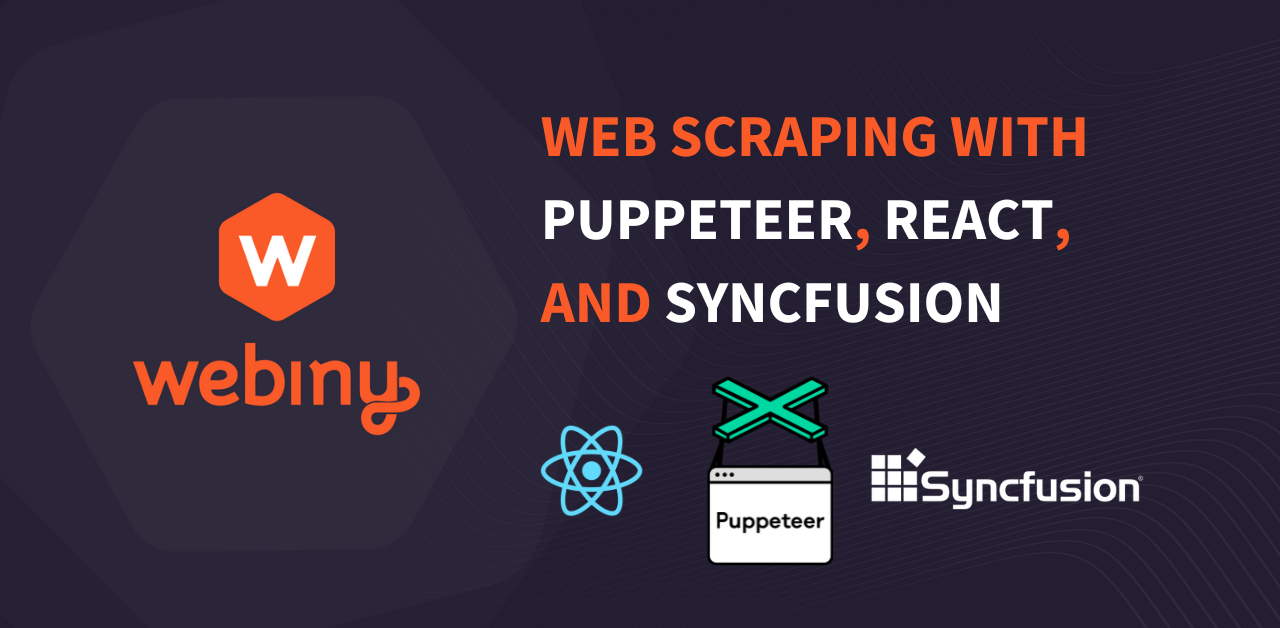 W
webiny
WEB SCRAPING WITH
PUPPETEER, REACT,
AND SYNCFUSION
Puppeteer
Syncfusion®